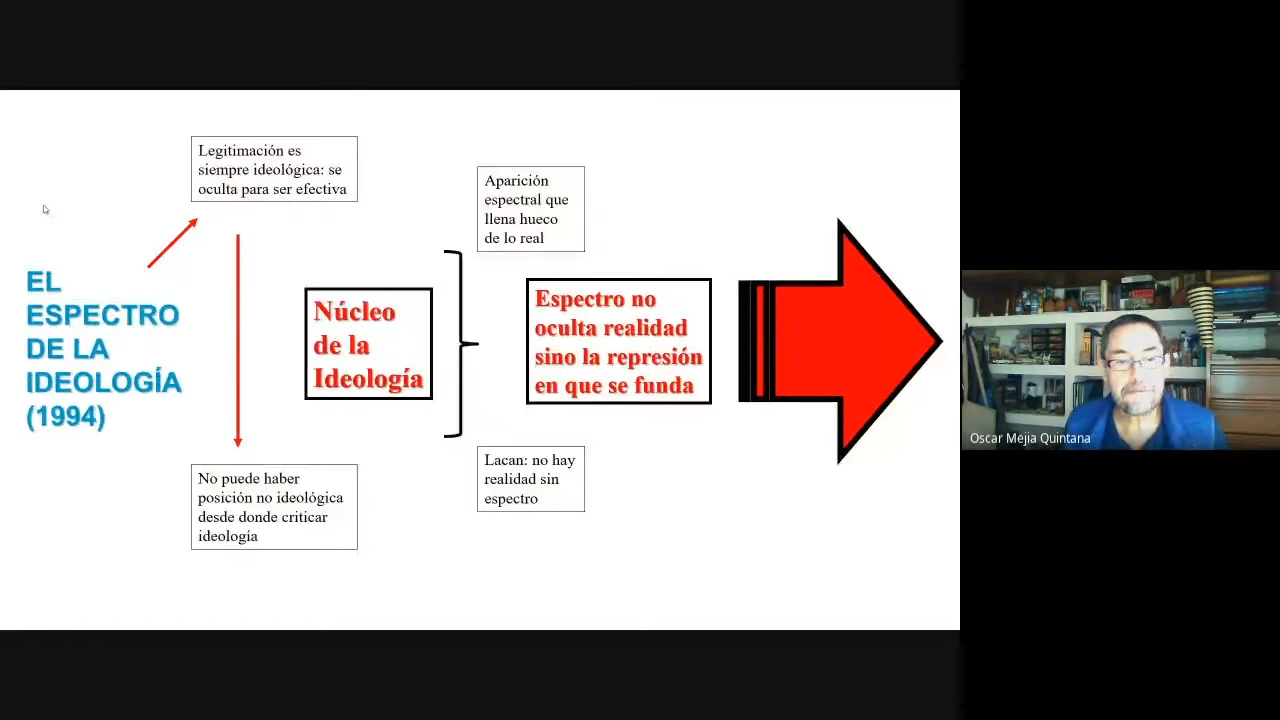 EL
ESPECTRO
DE LA
IDEOLOGÍA
(1994)
Legitimación es
siempre ideológica: se
oculta para ser efectiva
No puede haber
posición no ideológica
desde donde criticar
ideología
Núcleo
de la
Ideología
Aparición
espectral que
llena hueco
de lo real
Espectro no
oculta realidad
sino la represión
en que se funda
Lacan: no hay
realidad sin
espectro
Oscar Mejia Quintana